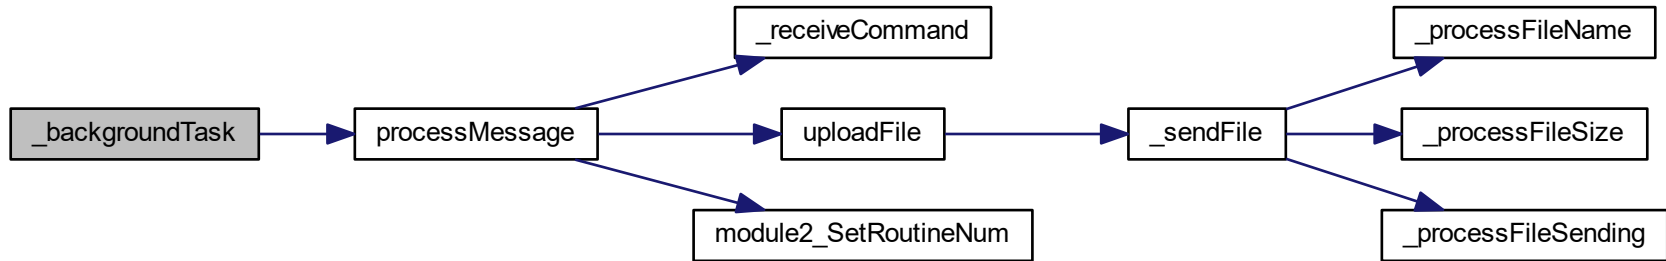 _backgroundTask
processMessage
_receiveCommand
uploadFile
module2_SetRoutineNum
_sendFile
_processFileName
_processFileSize
_processFileSending